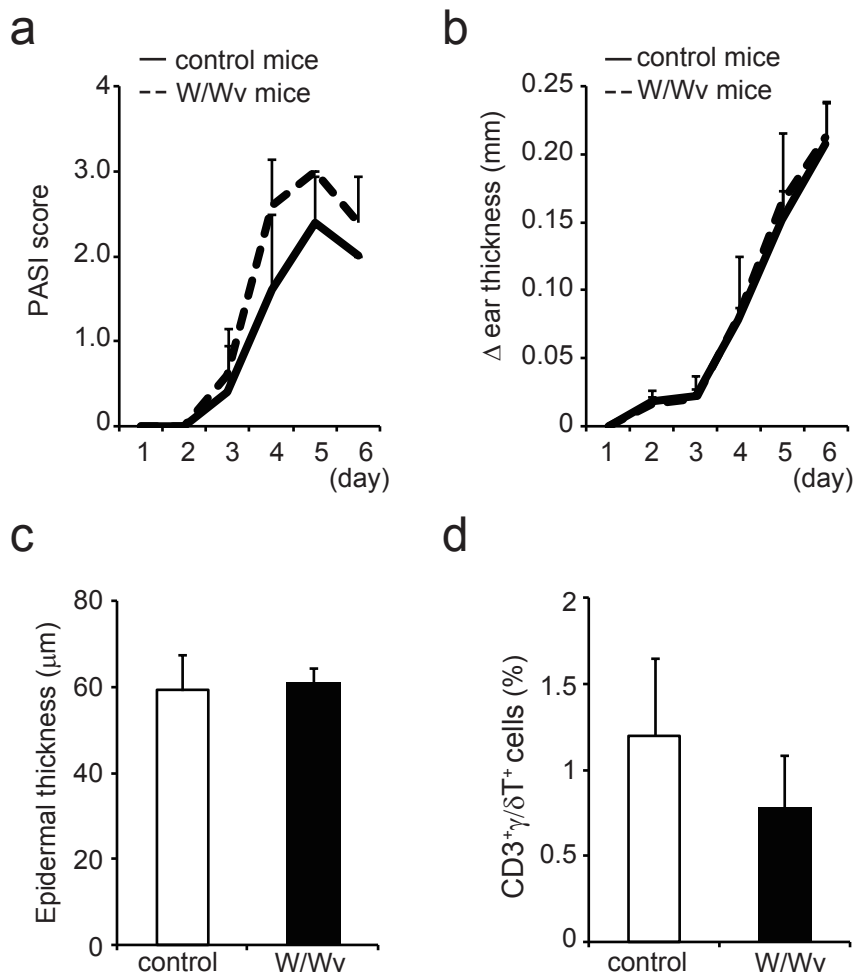 a
control mice
W/Wv mice
PASI score
4
3.0
2.0
1.0
0
1 2 3 4 5 6
(day)
b
control mice
W/Wv mice
Δ ear thickness (mm)
0.25
0.20
0.15
0.10
0.05
0
1 2 3 4 5 6
(day)
c
Epidermal thickness (μm)
80
60
40
20
0
control W/Wv
d
CD3⁺γ/δT⁺ cells (%)
2
1.5
1
0.5
0
control W/Wv